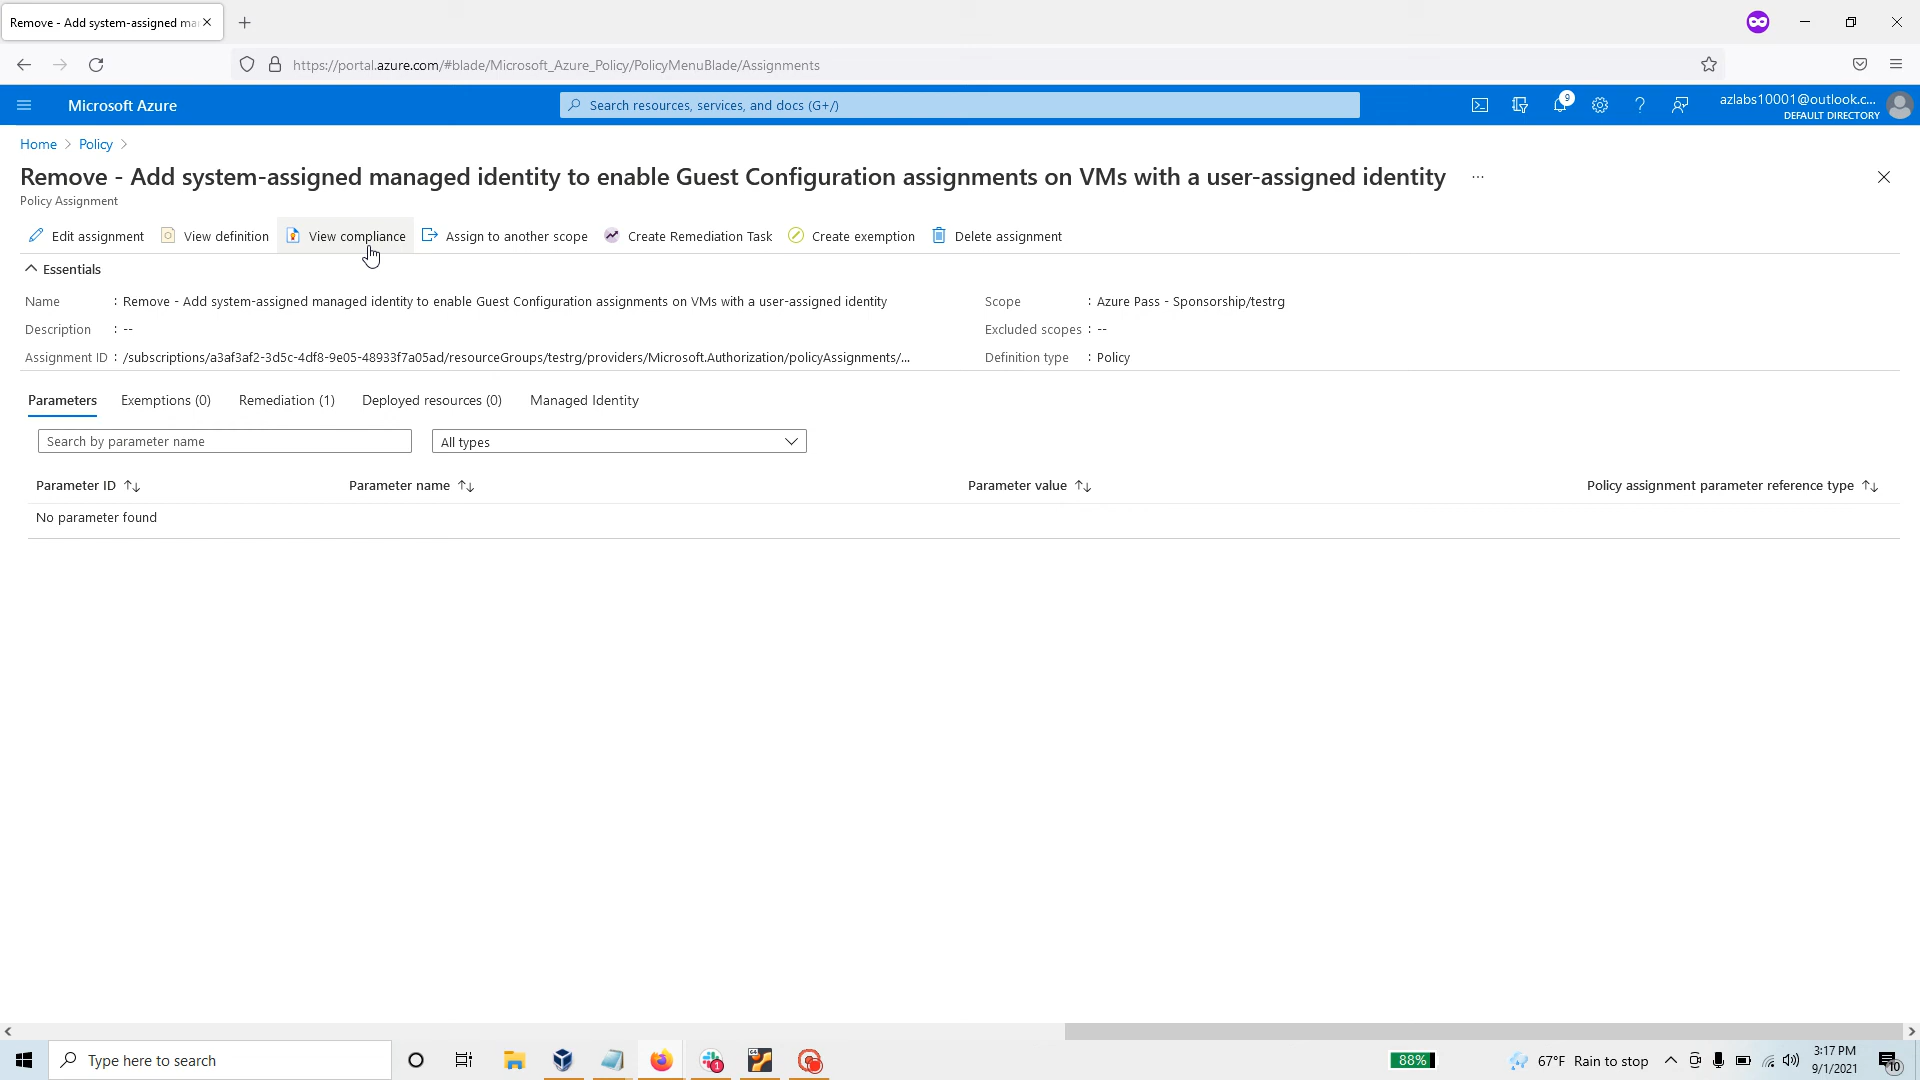 Remove - Add system-assigned ma
https://portal.azure.com/#blade/Microsoft_Azure_Policy/PolicyMenuBlade/Assignments
Microsoft Azure
Search resources, services, and docs (G+/)
9
azlabs10001@outlook.c...
DEFAULT DIRECTORY
Home > Policy >
Remove - Add system-assigned managed identity to enable Guest Configuration assignments on VMs with a user-assigned identity ...
Policy Assignment
Edit assignment View definition View compliance Assign to another scope Create Remediation Task Create exemption Delete assignment
Essentials
Name : Remove - Add system-assigned managed identity to enable Guest Configuration assignments on VMs with a user-assigned identity
Scope : Azure Pass - Sponsorship/testrg
Description : --
Excluded scopes : --
Assignment ID : /subscriptions/a3af3af2-3d5c-4df8-9e05-48933f7a05ad/resourceGroups/testrg/providers/Microsoft.Authorization/policyAssignments/...
Definition type : Policy
Parameters Exemptions (0) Remediation (1) Deployed resources (0) Managed Identity
Search by parameter name All types
Parameter ID Parameter name Parameter value Policy assignment parameter reference type
No parameter found
Type here to search
1
88%
67°F Rain to stop
3:17 PM
9/1/2021
10